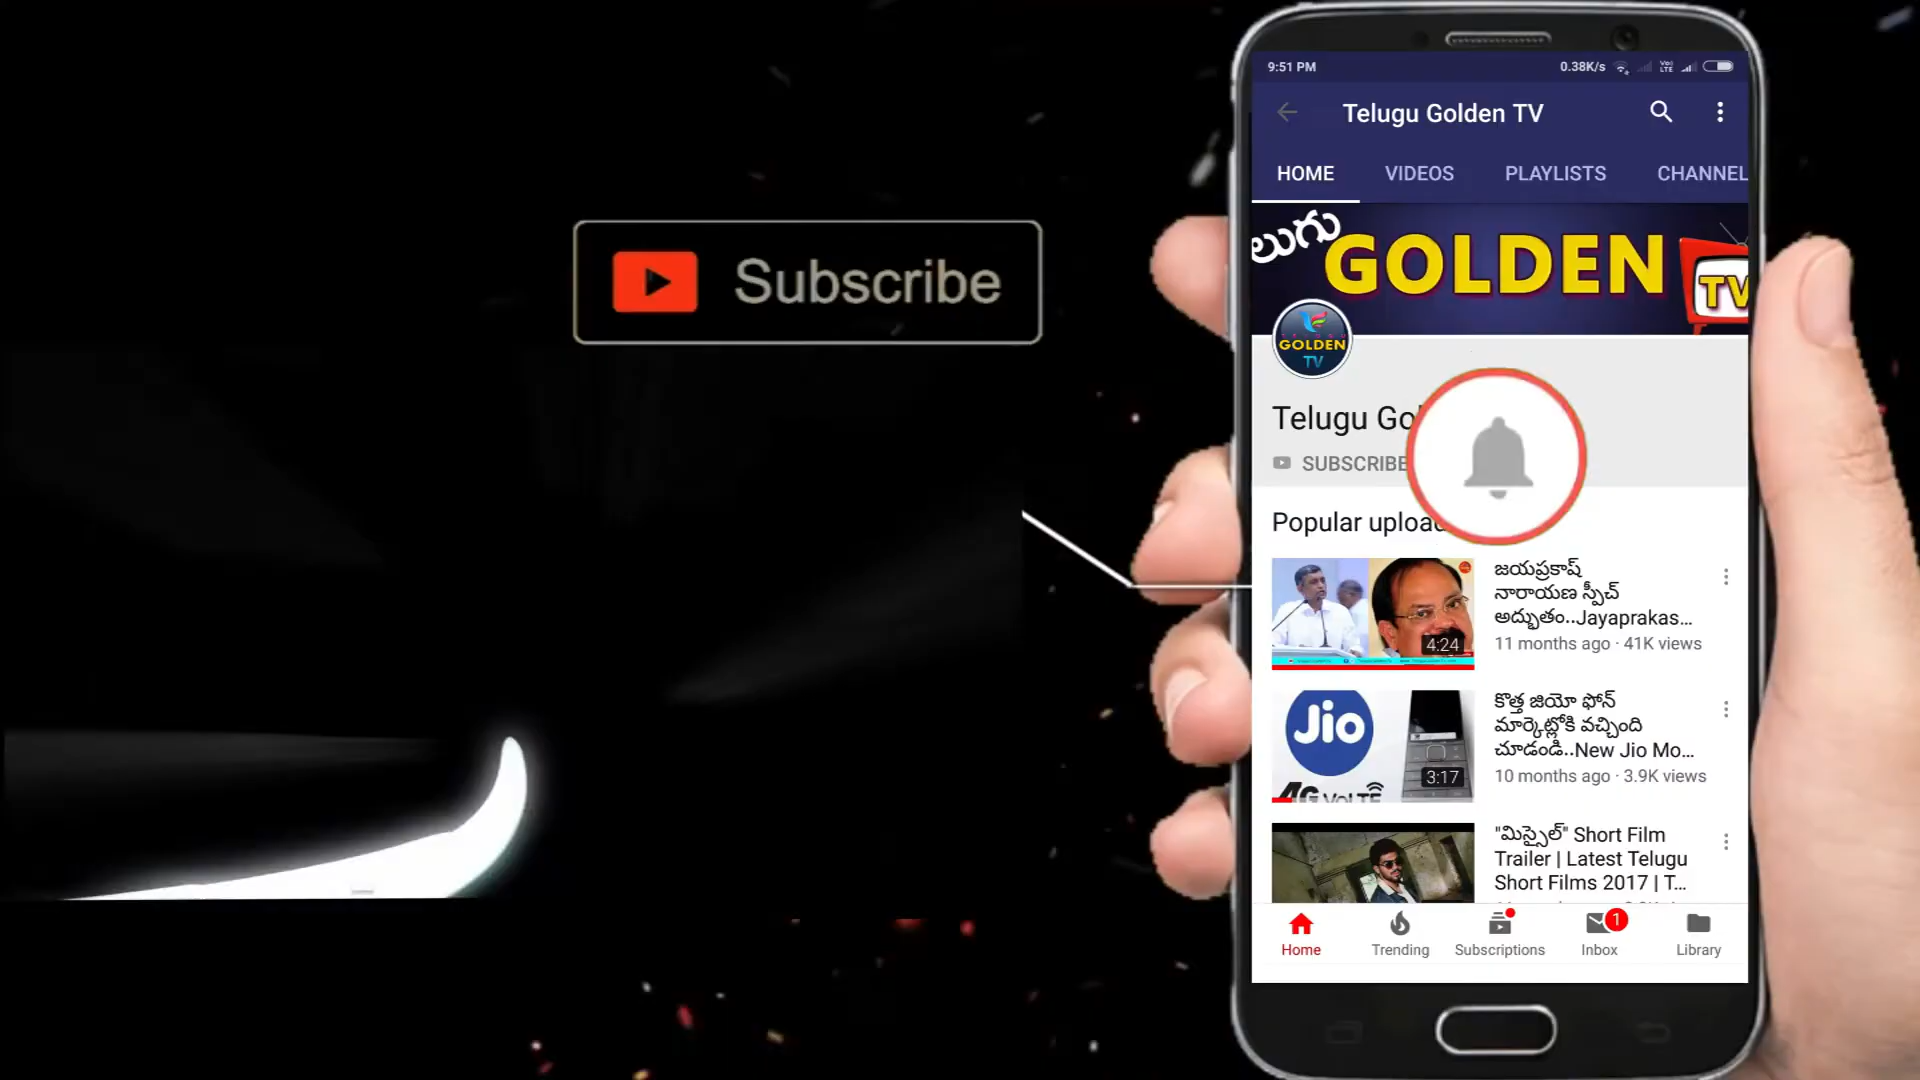 Subscribe
9:51 PM
0.38K/s
Telugu Golden TV
HOME VIDEOS PLAYLISTS CHANNEL
లుగు
GOLDEN
TV
GOLDEN
TV
Telugu Go
SUBSCRIBE
Popular uploa
4:24
జయప్రకాష్
నారాయణ స్పీచ్
అద్భుతం..Jayaprakas...
11 months ago · 41K views
Jio
4G VoLTE
3:17
కొత్త జియో ఫోన్
మార్కెట్లోకి వచ్చింది
చూడండి..New Jio Mo...
10 months ago · 3.9K views
"మిస్సైల్" Short Film
Trailer | Latest Telugu
Short Films 2017 | T...
1
Home Trending Subscriptions Inbox Library